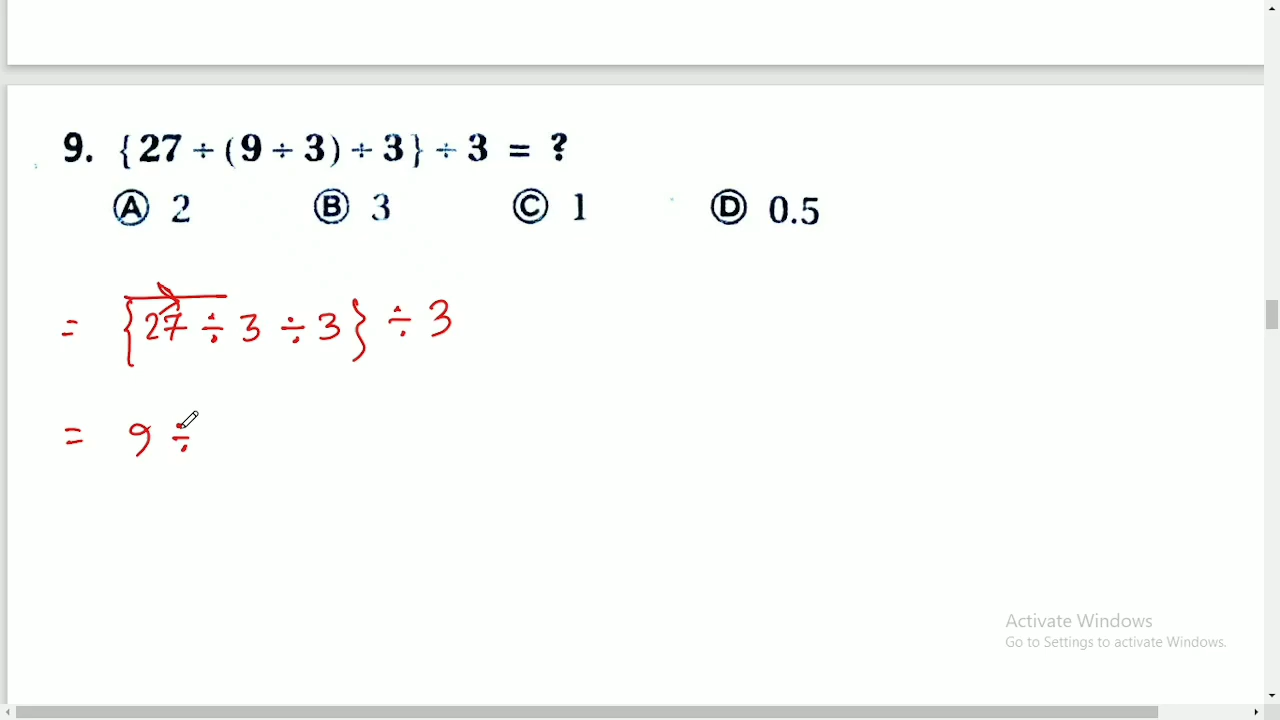 9. {27 ÷ (9 ÷ 3) ÷ 3} ÷ 3 = ?
Ⓐ 2 Ⓑ 3 Ⓒ 1 Ⓓ 0.5
= {27 ÷ 3 ÷ 3} ÷ 3
= 9 ÷
Activate Windows
Go to Settings to activate Windows.